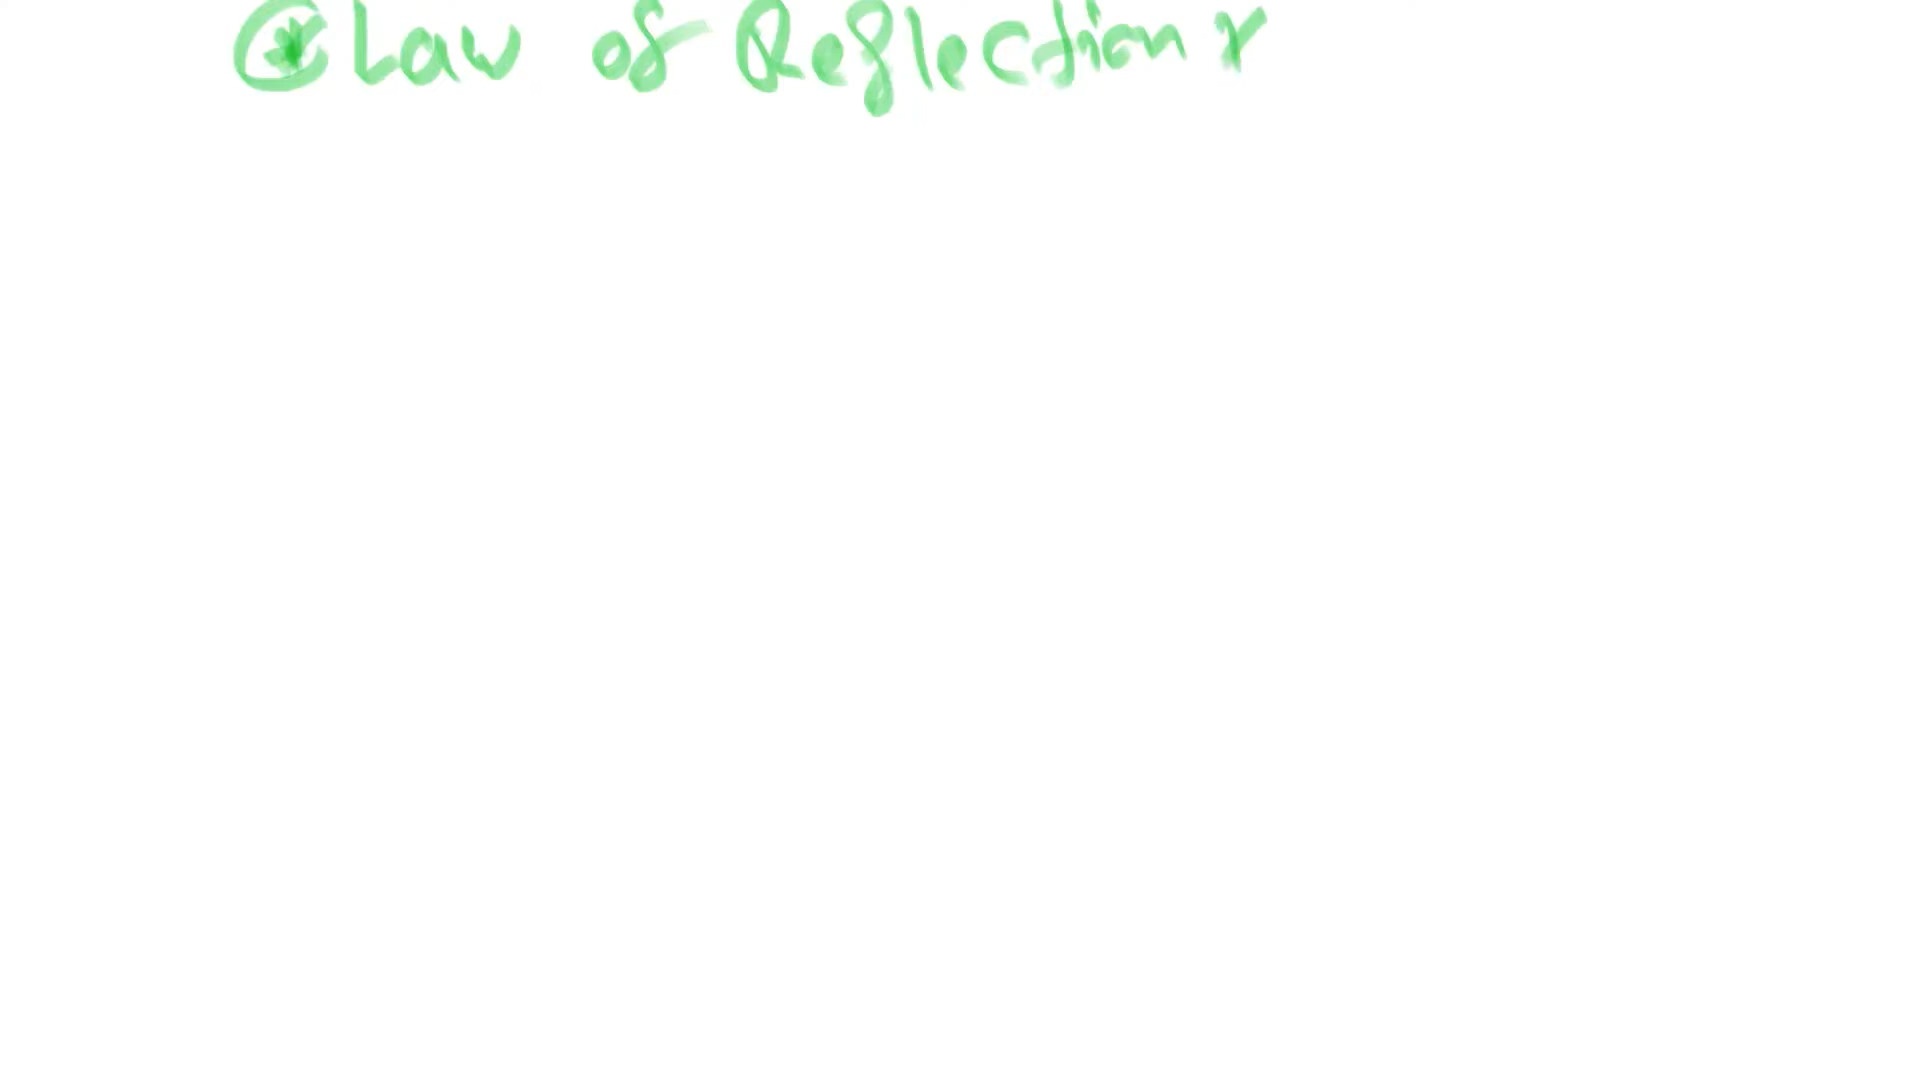 ⊛ Law of Reflection